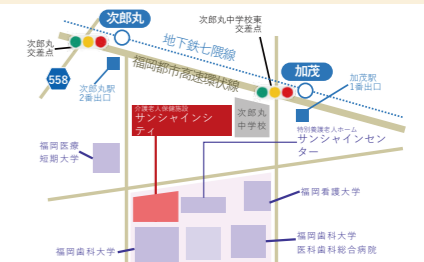 次郎丸
次郎丸中学校東
交差点
地下鉄七隈線
次郎丸
交差点
福岡都市高速環状線
加茂
558
次郎丸駅
2番出口
加茂駅
1番出口
介護老人保健施設
サンシャインシ
ティ
次郎丸
中学校
特別養護老人ホーム
サンシャインセン
ター
福岡医療
短期大学
福岡看護大学
福岡歯科大学
福岡歯科大学
医科歯科総合病院